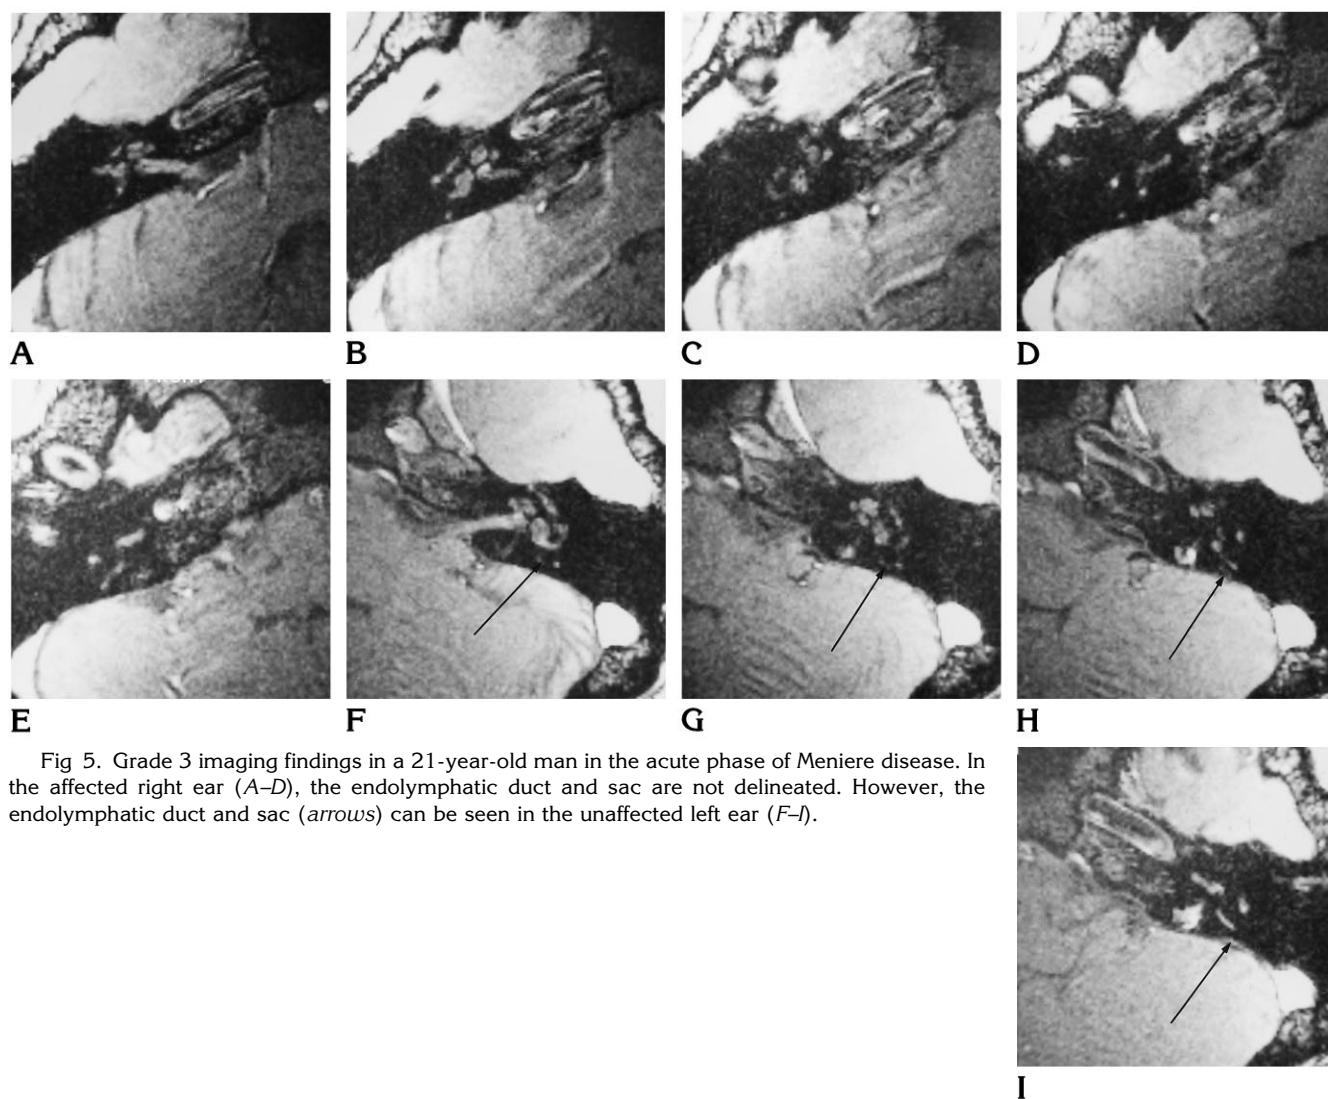 A
B
C
D
E
F
G
H
Fig 5. Grade 3 imaging findings in a 21-year-old man in the acute phase of Meniere disease. In
the affected right ear (A–D), the endolymphatic duct and sac are not delineated. However, the
endolymphatic duct and sac (arrows) can be seen in the unaffected left ear (F–I).
I